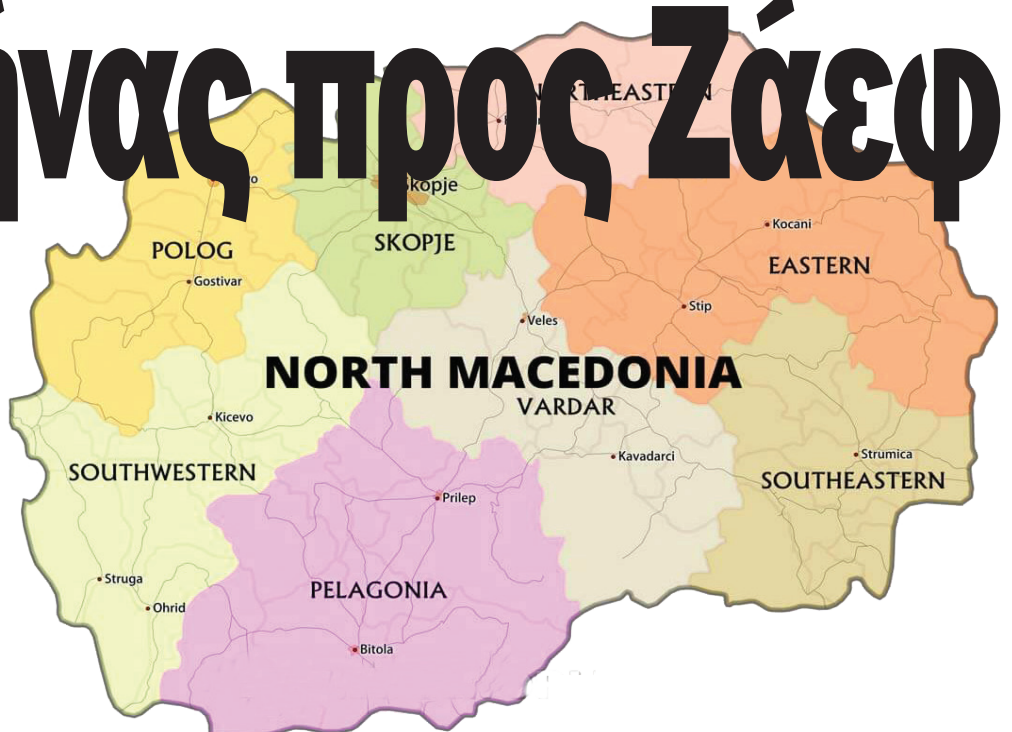 ήνας προς Ζάεφ
NORTHEASTERN
Skopje
Kocani
SKOPJE
POLOG
EASTERN
Gostivar
Stip
Veles
NORTH MACEDONIA
VARDAR
Kicevo
Strumica
Kavadarci
SOUTHWESTERN
SOUTHEASTERN
Prilep
Struga
PELAGONIA
Ohrid
Bitola